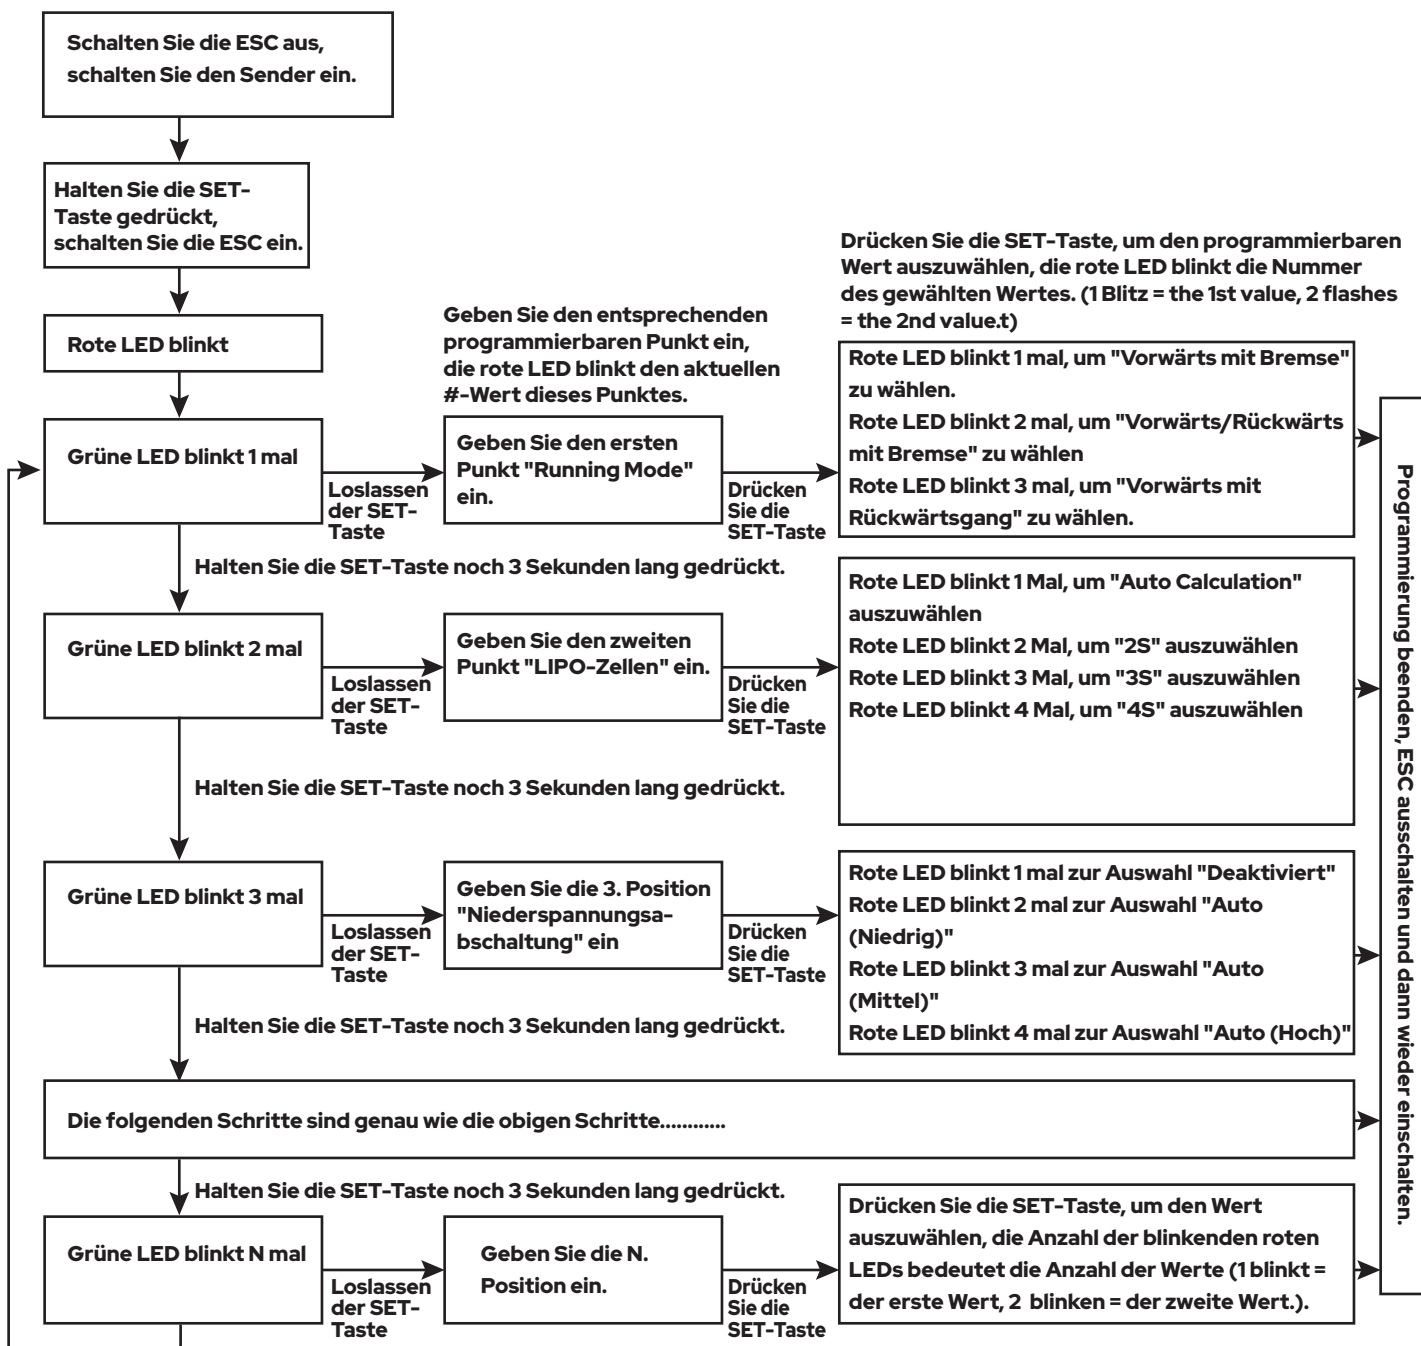 Schalten Sie die ESC aus,
schalten Sie den Sender ein.
Halten Sie die SET-
Taste gedrückt,
schalten Sie die ESC ein.
Rote LED blinkt
Geben Sie den entsprechenden
programmierbaren Punkt ein,
die rote LED blinkt den aktuellen
#-Wert dieses Punktes.
Drücken Sie die SET-Taste, um den programmierbaren
Wert auszuwählen, die rote LED blinkt die Nummer
des gewählten Wertes. (1 Blitz = the 1st value, 2 flashes
= the 2nd value.t)
Grüne LED blinkt 1 mal
Loslassen
der SET-
Taste
Geben Sie den ersten
Punkt "Running Mode"
ein.
Drücken
Sie die
SET-Taste
Rote LED blinkt 1 mal, um "Vorwärts mit Bremse"
zu wählen.
Rote LED blinkt 2 mal, um "Vorwärts/Rückwärts
mit Bremse" zu wählen
Rote LED blinkt 3 mal, um "Vorwärts mit
Rückwärtsgang" zu wählen.
Halten Sie die SET-Taste noch 3 Sekunden lang gedrückt.
Grüne LED blinkt 2 mal
Loslassen
der SET-
Taste
Geben Sie den zweiten
Punkt "LIPO-Zellen" ein.
Drücken
Sie die
SET-Taste
Rote LED blinkt 1 Mal, um "Auto Calculation"
auszuwählen
Rote LED blinkt 2 Mal, um "2S" auszuwählen
Rote LED blinkt 3 Mal, um "3S" auszuwählen
Rote LED blinkt 4 Mal, um "4S" auszuwählen
Halten Sie die SET-Taste noch 3 Sekunden lang gedrückt.
Grüne LED blinkt 3 mal
Loslassen
der SET-
Taste
Geben Sie die 3. Position
"Niederspannungsa-
bschaltung" ein
Drücken
Sie die
SET-Taste
Rote LED blinkt 1 mal zur Auswahl "Deaktiviert"
Rote LED blinkt 2 mal zur Auswahl "Auto
(Niedrig)"
Rote LED blinkt 3 mal zur Auswahl "Auto
(Mittel)"
Rote LED blinkt 4 mal zur Auswahl "Auto (Hoch)"
Halten Sie die SET-Taste noch 3 Sekunden lang gedrückt.
Die folgenden Schritte sind genau wie die obigen Schritte............
Halten Sie die SET-Taste noch 3 Sekunden lang gedrückt.
Grüne LED blinkt N mal
Loslassen
der SET-
Taste
Geben Sie die N.
Position ein.
Drücken
Sie die
SET-Taste
Drücken Sie die SET-Taste, um den Wert
auszuwählen, die Anzahl der blinkenden roten
LEDs bedeutet die Anzahl der Werte (1 blinkt =
der erste Wert, 2 blinken = der zweite Wert.).
Programmierung beenden, ESC ausschalten und dann wieder einschalten.